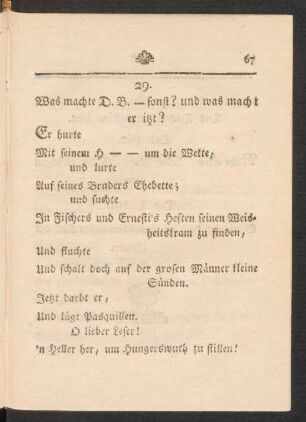 67
29.
Was machte D. B. — sonst? und was macht
er itzt?
Er hurte
Mit seinem H — — um die Wette,
und lurte
Auf seines Bruders Ehebette;
und suchte
In Fischers und Ernesti's Heften seinen Weis-
heitskram zu finden,
Und fluchte
Und schalt doch auf der grosen Männer kleine
Sünden.
Jetzt darbt er,
Und lügt Pasquillen.
O lieber Leser!
'n Heller her, um Hungerswuth zu stillen!